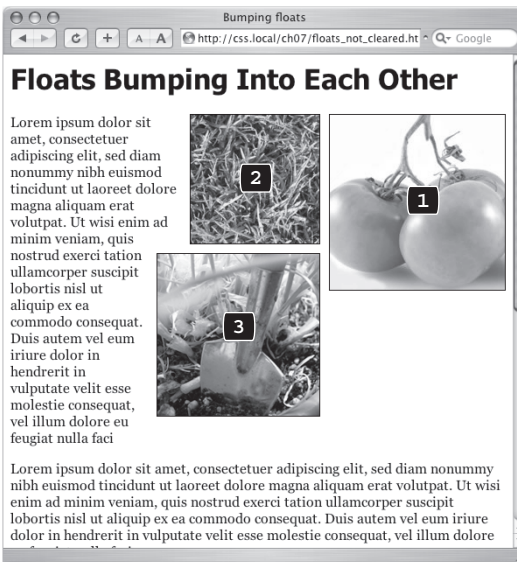 Bumping floats
A A http://css.local/ch07/floats_not_cleared.ht Google
Floats Bumping Into Each Other
Lorem ipsum dolor sit
amet, consectetuer
adipiscing elit, sed diam
nonummy nibh euismod
tincidunt ut laoreet dolore
magna aliquam erat
volutpat. Ut wisi enim ad
minim veniam, quis
nostrud exerci tation
ullamcorper suscipit
lobortis nisl ut
aliquip ex ea
commodo consequat.
Duis autem vel eum
iriure dolor in
hendrerit in
vulputate velit esse
molestie consequat,
vel illum dolore eu
feugiat nulla faci
2
1
3
Lorem ipsum dolor sit amet, consectetuer adipiscing elit, sed diam nonummy
nibh euismod tincidunt ut laoreet dolore magna aliquam erat volutpat. Ut wisi
enim ad minim veniam, quis nostrud exerci tation ullamcorper suscipit
lobortis nisl ut aliquip ex ea commodo consequat. Duis autem vel eum iriure
dolor in hendrerit in vulputate velit esse molestie consequat, vel illum dolore